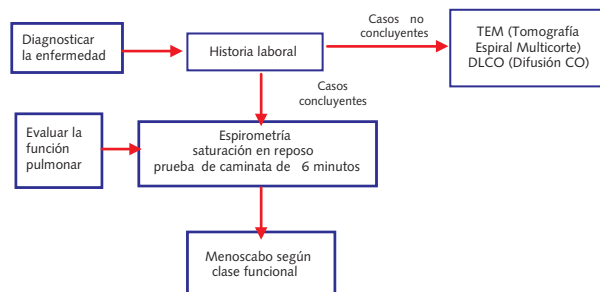 Diagnosticar
la enfermedad
Historia laboral
Casos no
concluyentes
TEM (Tomografía
Espiral Multicorte)
DLCO (Difusión CO)
Casos
concluyentes
Evaluar la
función
pulmonar
Espirometría
saturación en reposo
prueba de caminata de 6 minutos
Menoscabo según
clase funcional